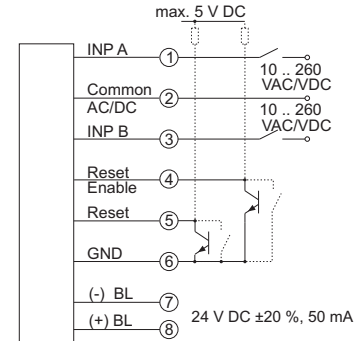 max. 5 V DC
INP A
1
10 .. 260
VAC/VDC
Common
AC/DC
2
10 .. 260
VAC/VDC
INP B
3
Reset
Enable
4
Reset
5
GND
6
(-) BL
7
24 V DC ±20 %, 50 mA
(+) BL
8